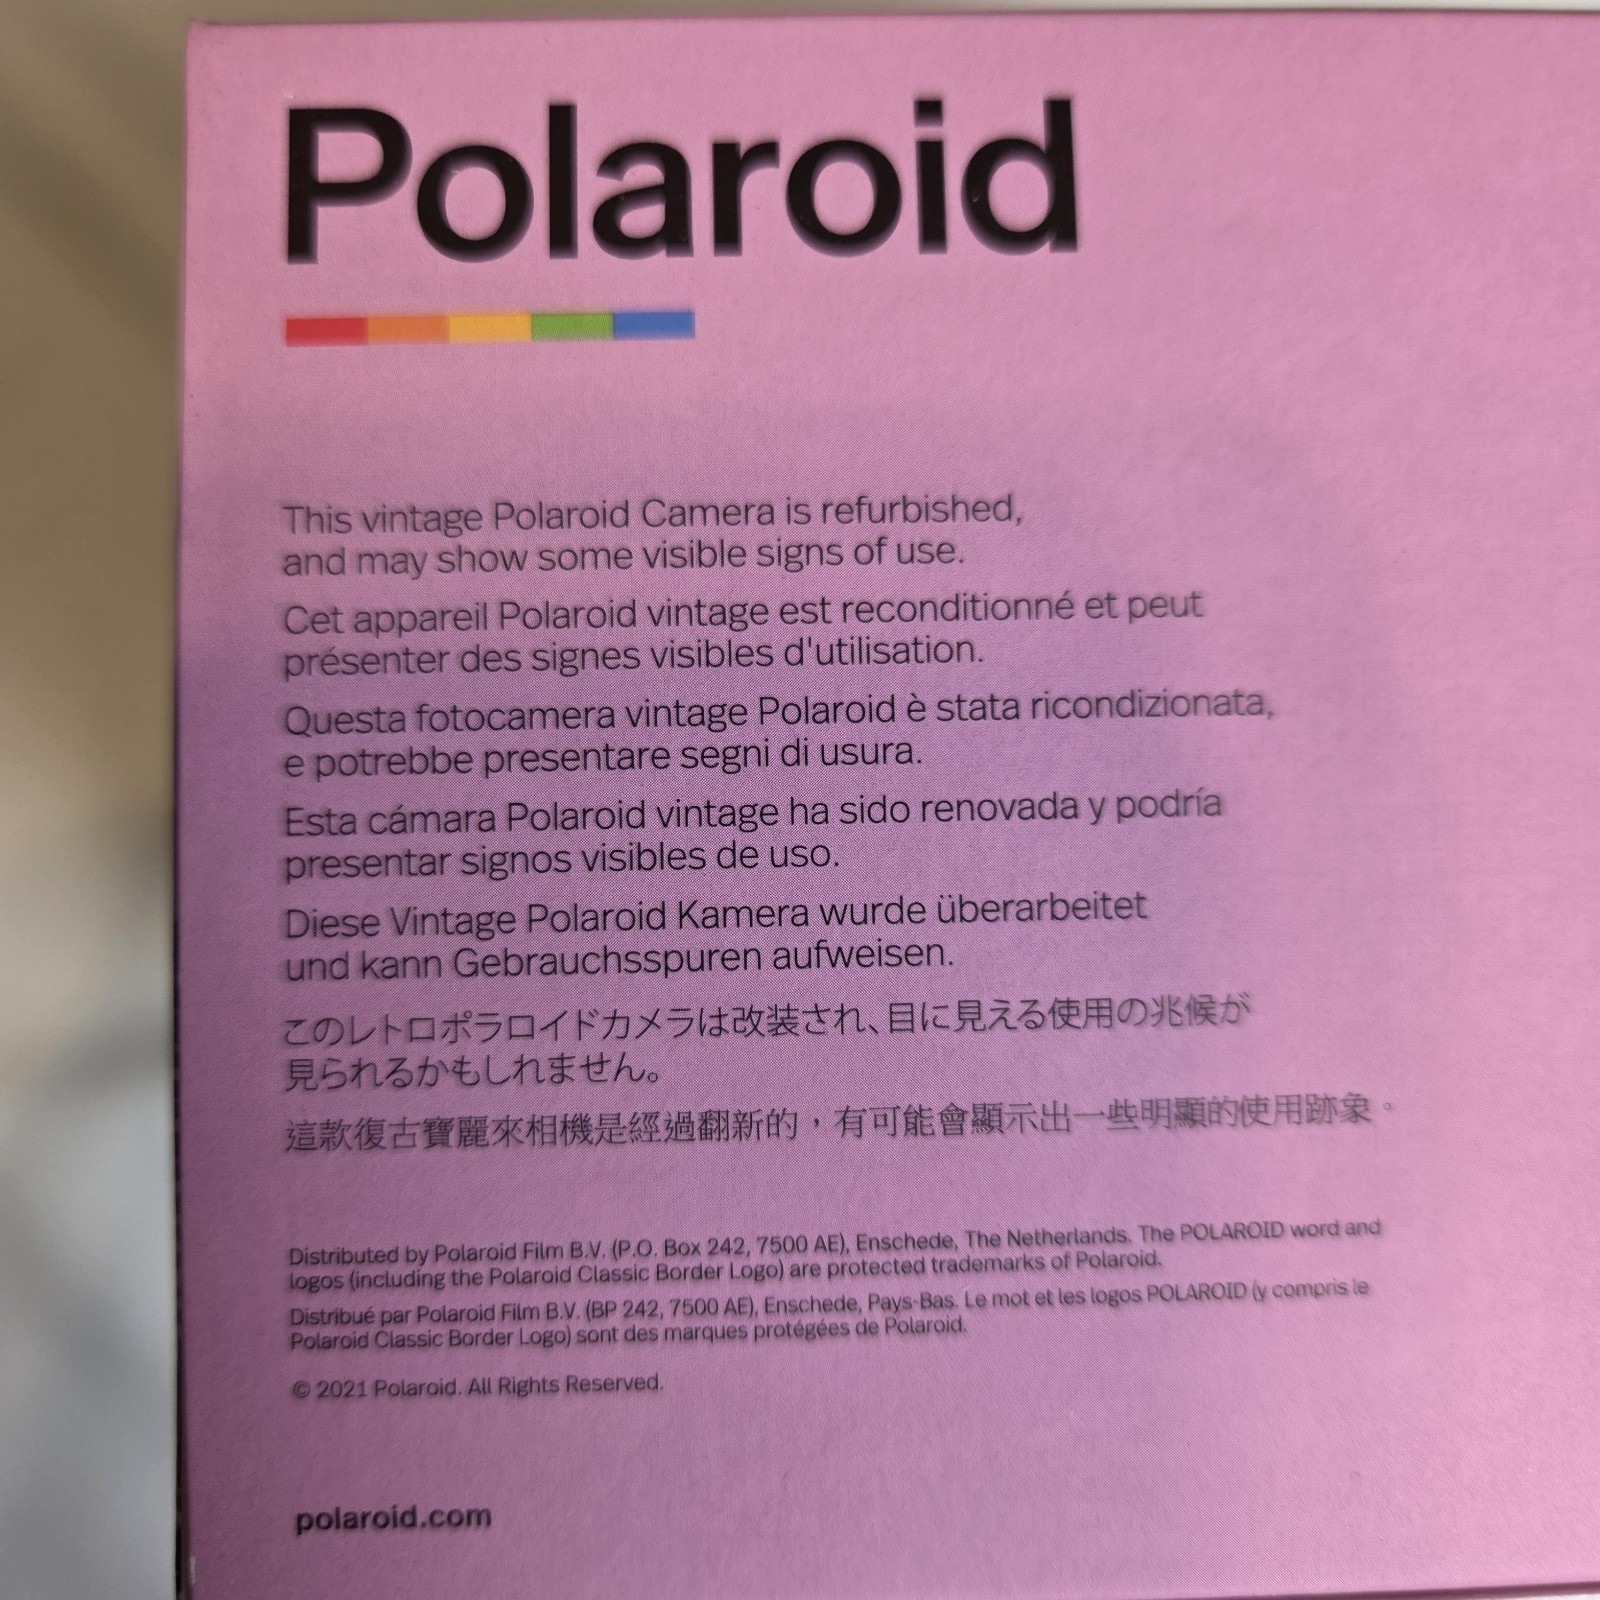 Polaroid
This vintage Polaroid Camera is refurbished,
and may show some visible signs of use.
Cet appareil Polaroid vintage est reconditionné et peut
présenter des signes visibles d'utilisation.
Questa fotocamera vintage Polaroid è stata ricondizionata,
e potrebbe presentare segni di usura.
Esta cámara Polaroid vintage ha sido renovada y podría
presentar signos visibles de uso.
Diese Vintage Polaroid Kamera wurde überarbeitet
und kann Gebrauchsspuren aufweisen.
このレトロポラロイドカメラは改装され、目に見える使用の兆候が
見られるかもしれません。
這款復古寶麗來相機是經過翻新的，有可能會顯示出一些明顯的使用跡象。
Distributed by Polaroid Film B.V. (P.O. Box 242, 7500 AE), Enschede, The Netherlands. The POLAROID word and
logos (including the Polaroid Classic Border Logo) are protected trademarks of Polaroid.
Distribué par Polaroid Film B.V. (BP 242, 7500 AE), Enschede, Pays-Bas. Le mot et les logos POLAROID (y compris le
Polaroid Classic Border Logo) sont des marques protégées de Polaroid.
© 2021 Polaroid. All Rights Reserved.
polaroid.com